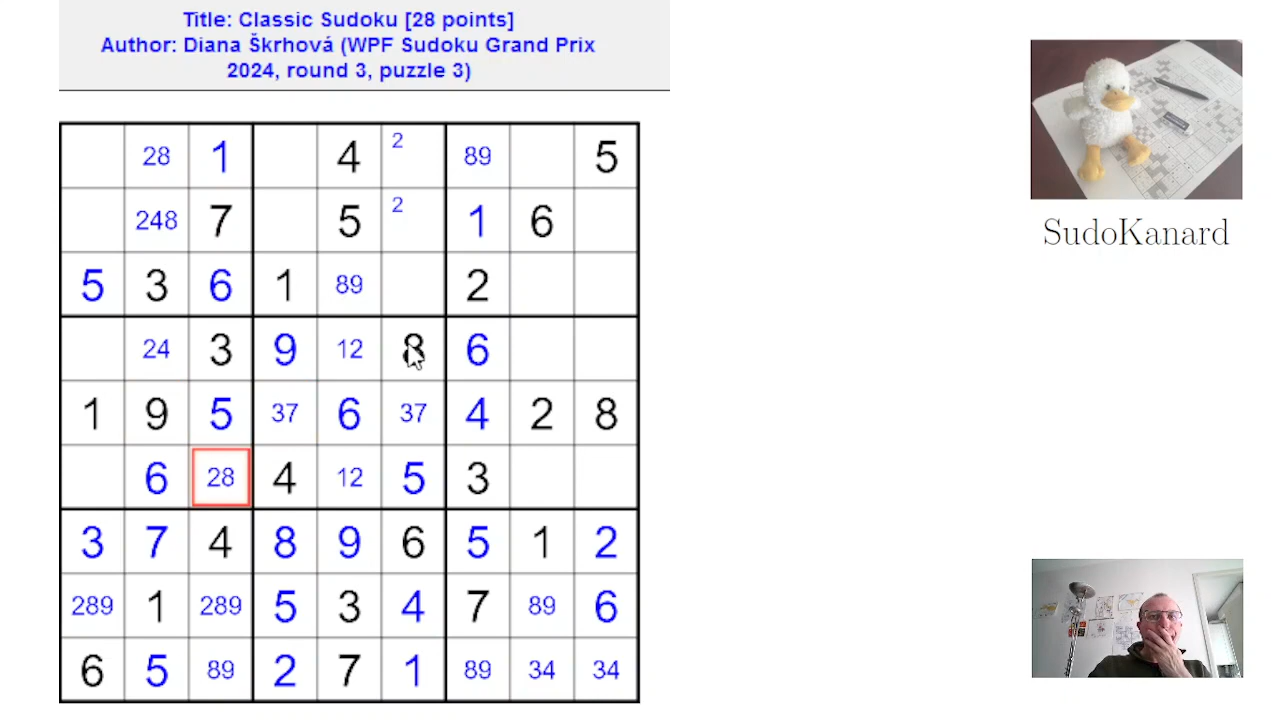 Title: Classic Sudoku [28 points]
Author: Diana Škrhová (WPF Sudoku Grand Prix
2024, round 3, puzzle 3)
28 1 4 2 89 5
248 7 5 2 1 6
5 3 6 1 89 2
24 3 9 12 8 6
1 9 5 37 6 37 4 2 8
6 28 4 12 5 3
3 7 4 8 9 6 5 1 2
289 1 289 5 3 4 7 89 6
6 5 89 2 7 1 89 34 34
SudoKanard